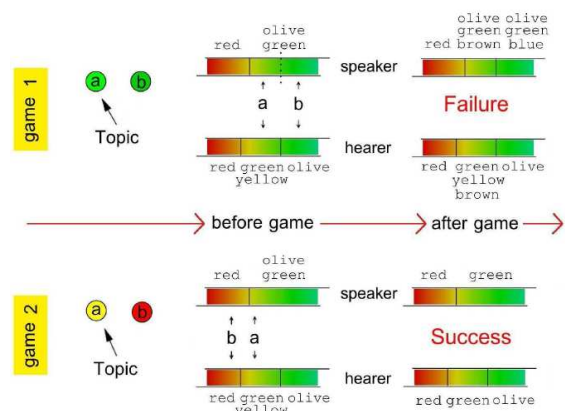 olive olive
olive green green
red green red brown blue
speaker
game 1
a b
a b
Failure
Topic
hearer
red green olive red green olive
yellow yellow
brown
before game after game
olive
red green red green
speaker
game 2
a b
b a
Success
Topic
hearer
red green olive red green olive
yellow